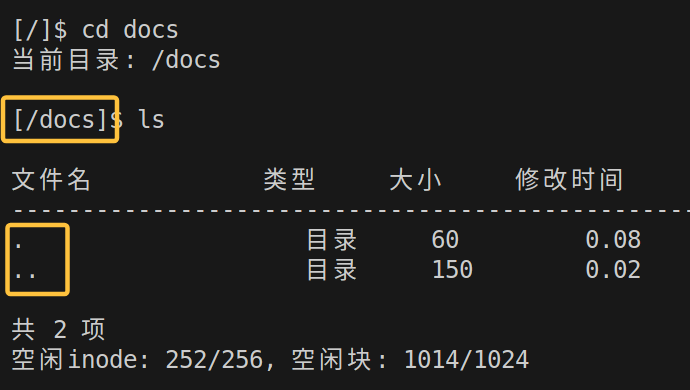 [/]$ cd docs
当前目录: /docs
[/docs]$ ls
文件名 类型 大小 修改时间
------------------------------------------------
. 目录 60 0.08
.. 目录 150 0.02
共 2 项
空闲inode: 252/256, 空闲块: 1014/1024